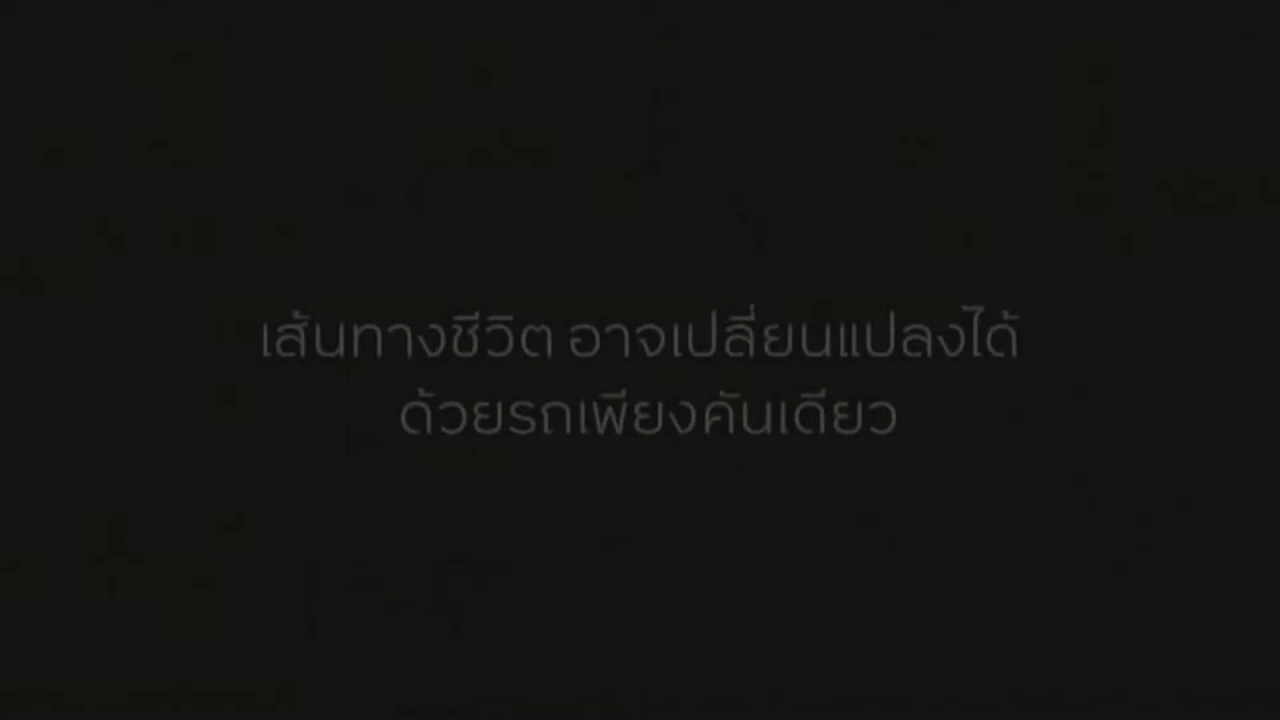 เส้นทางชีวิต อาจเปลี่ยนแปลงได้
ด้วยรถเพียงคันเดียว